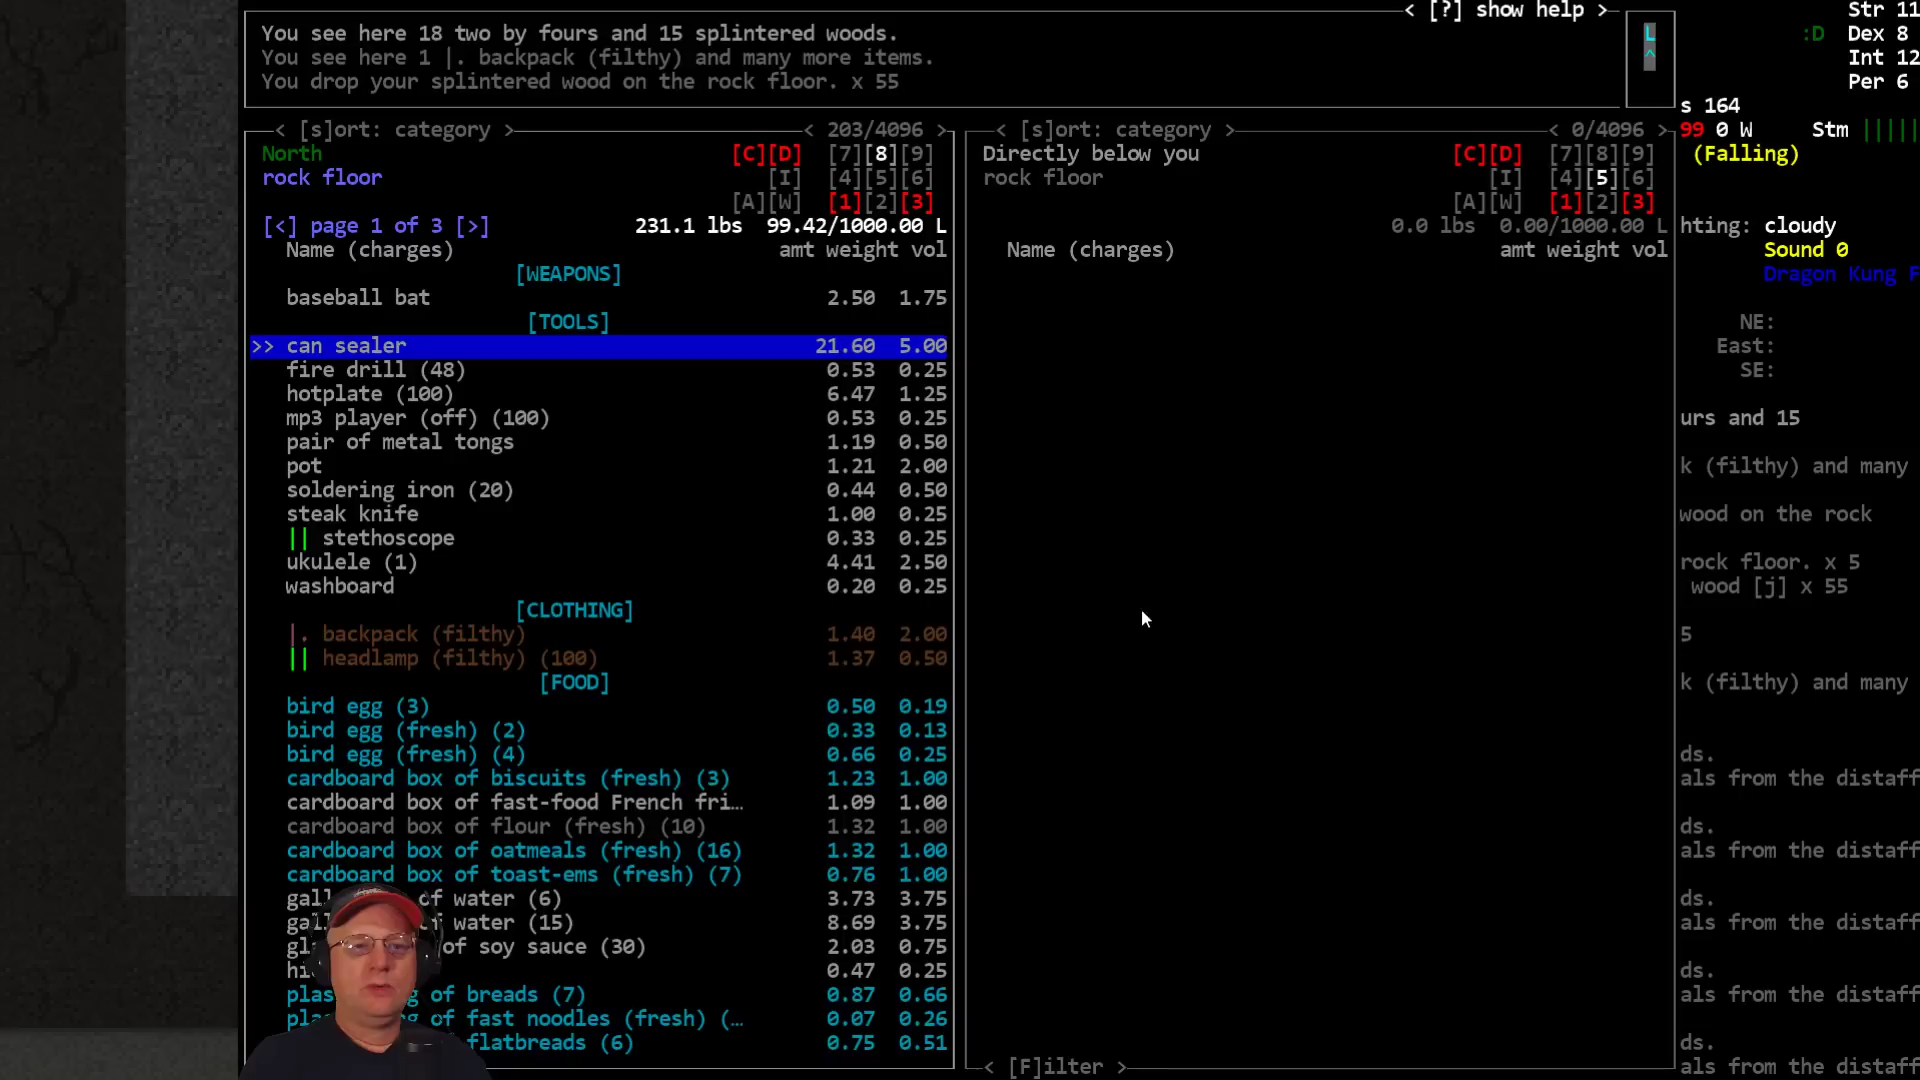 < [?] show help >
You see here 18 two by fours and 15 splintered woods.
You see here 1 |. backpack (filthy) and many more items.
You drop your splintered wood on the rock floor. x 55
L
^
< [s]ort: category >
< 203/4096 >
North
[C][D] [7][8][9]
rock floor
[I] [4][5][6]
[A][W] [1][2][3]
[<] page 1 of 3 [>] 231.1 lbs 99.42/1000.00 L
Name (charges) amt weight vol
[WEAPONS]
baseball bat 2.50 1.75
[TOOLS]
>> can sealer 21.60 5.00
fire drill (48) 0.53 0.25
hotplate (100) 6.47 1.25
mp3 player (off) (100) 0.53 0.25
pair of metal tongs 1.19 0.50
pot 1.21 2.00
soldering iron (20) 0.44 0.50
steak knife 1.00 0.25
|| stethoscope 0.33 0.25
ukulele (1) 4.41 2.50
washboard 0.20 0.25
[CLOTHING]
|. backpack (filthy) 1.40 2.00
|| headlamp (filthy) (100) 1.37 0.50
[FOOD]
bird egg (3) 0.50 0.19
bird egg (fresh) (2) 0.33 0.13
bird egg (fresh) (4) 0.66 0.25
cardboard box of biscuits (fresh) (3) 1.23 1.00
cardboard box of fast-food French fri… 1.09 1.00
cardboard box of flour (fresh) (10) 1.32 1.00
cardboard box of oatmeals (fresh) (16) 1.32 1.00
cardboard box of toast-ems (fresh) (7) 0.76 1.00
of water (6) 3.73 3.75
of water (15) 8.69 3.75
of soy sauce (30) 2.03 0.75
0.47 0.25
of breads (7) 0.87 0.66
of fast noodles (fresh) (… 0.07 0.26
flatbreads (6) 0.75 0.51
< [s]ort: category >
< 0/4096 >
Directly below you
[C][D] [7][8][9]
rock floor
[I] [4][5][6]
[A][W] [1][2][3]
0.0 lbs 0.00/1000.00 L
Name (charges) amt weight vol
< [F]ilter >
Str 11
:D Dex 8
Int 12
Per 6
s 164
99 0 W Stm |||||
(Falling)
hting: cloudy
Sound 0
Dragon Kung F
NE:
East:
SE:
urs and 15
k (filthy) and many
wood on the rock
rock floor. x 5
wood [j] x 55
5
k (filthy) and many
ds.
als from the distaff
ds.
als from the distaff
ds.
als from the distaff
ds.
als from the distaff
ds.
als from the distaff